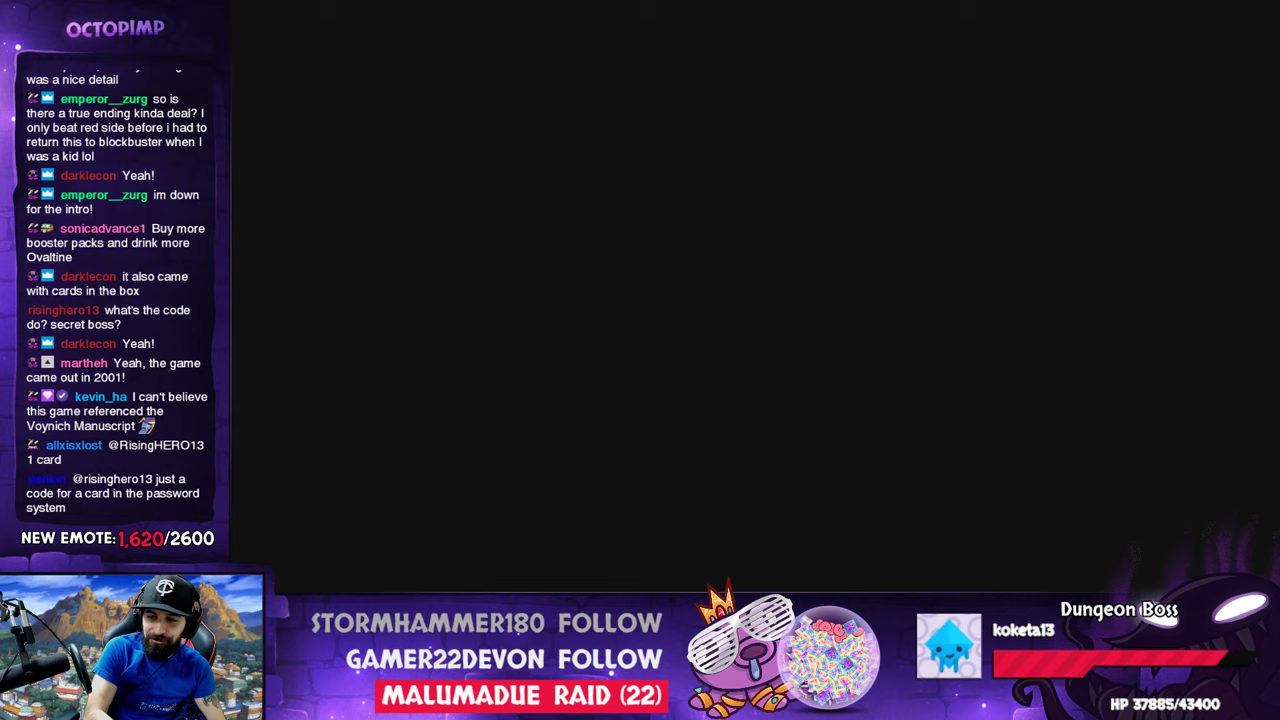 OCTOPIMP
was a nice detail
emperor__zurg so is
there a true ending kinda deal? I
only beat red side before i had to
return this to blockbuster when I
was a kid lol
darklecon Yeah!
emperor__zurg im down
for the intro!
sonicadvance1 Buy more
booster packs and drink more
Ovaltine
darklecon it also came
with cards in the box
risinghero13 what's the code
do? secret boss?
darklecon Yeah!
martheh Yeah, the game
came out in 2001!
kevin_ha I can't believe
this game referenced the
Voynich Manuscript
allxisxlost @RisingHERO13
1 card
@risinghero13 just a
code for a card in the password
system
NEW EMOTE: 1,620/2600
STORMHAMMER180 FOLLOW
GAMER22DEVON FOLLOW
MALUMADUE RAID (22)
Dungeon Boss
koketa13
HP 37885/43400